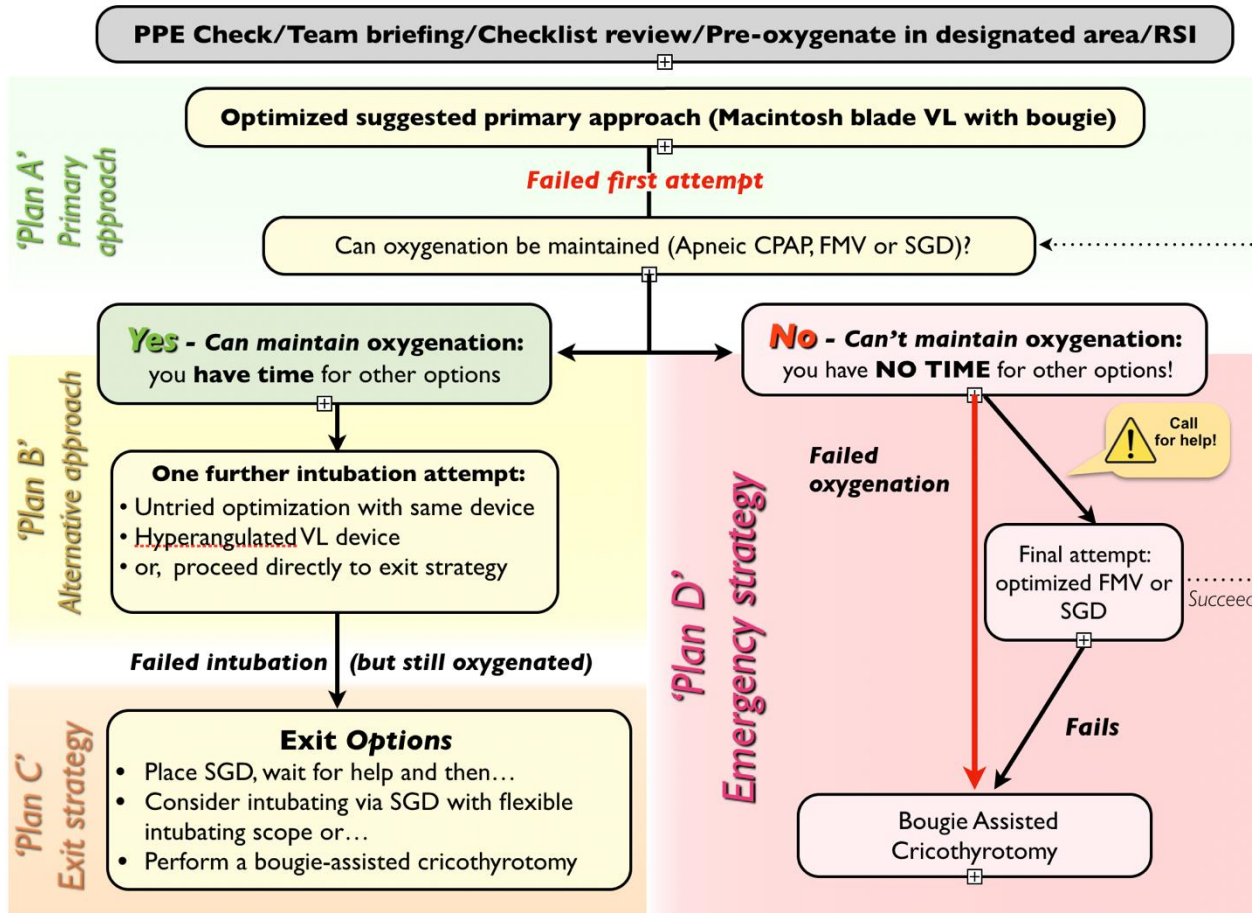 PPE Check/Team briefing/Checklist review/Pre-oxygenate in designated area/RSI
'Plan A'
Primary
approach
Optimized suggested primary approach (Macintosh blade VL with bougie)
Failed first attempt
Can oxygenation be maintained (Apneic CPAP, FMV or SGD)?
Yes - Can maintain oxygenation:
you have time for other options
No - Can't maintain oxygenation:
you have NO TIME for other options!
'Plan B'
Alternative approach
One further intubation attempt:
• Untried optimization with same device
• Hyperangulated VL device
• or, proceed directly to exit strategy
Failed intubation (but still oxygenated)
'Plan C'
Exit strategy
Exit Options
• Place SGD, wait for help and then…
• Consider intubating via SGD with flexible
intubating scope or…
• Perform a bougie-assisted cricothyrotomy
'Plan D'
Emergency strategy
Failed
oxygenation
Call
for help!
Final attempt:
optimized FMV or
SGD
Succeed
Fails
Bougie Assisted
Cricothyrotomy